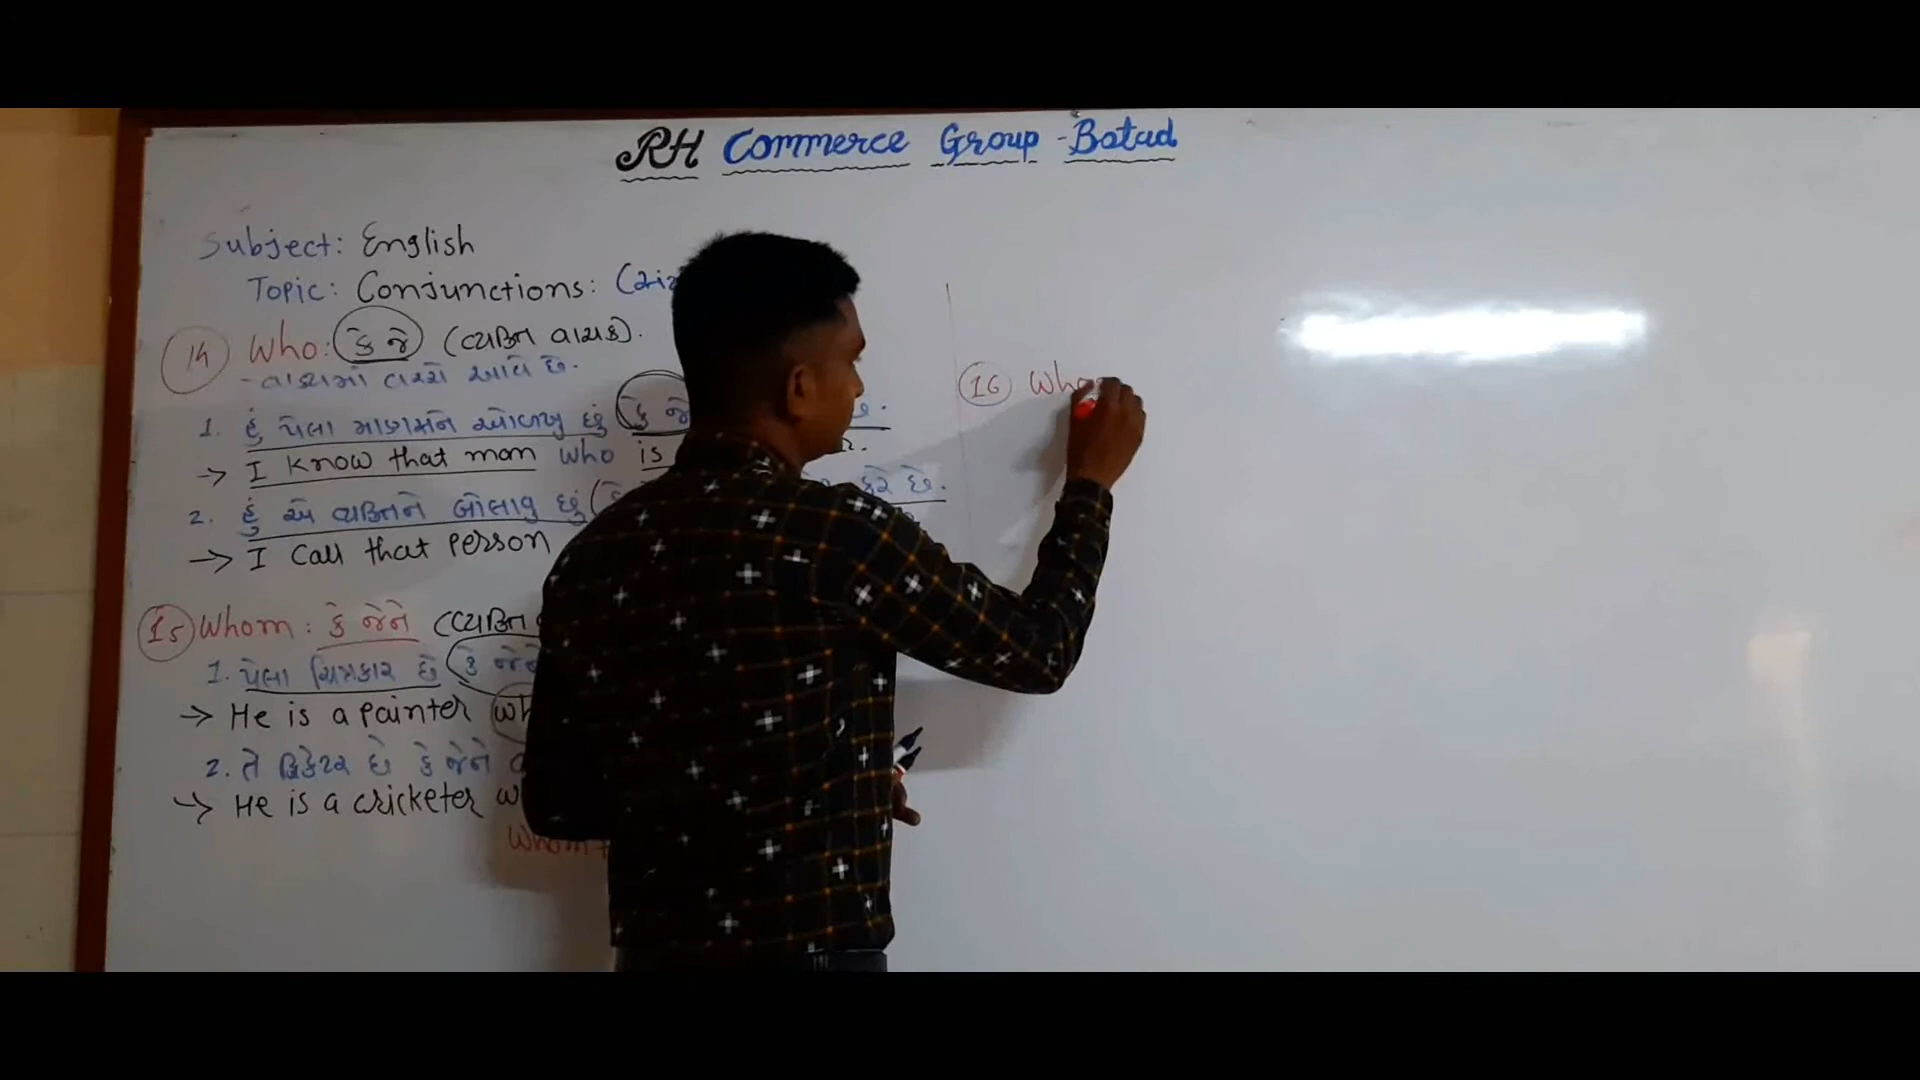 RH Commerce Group - Botad
Subject: English
Topic: Conjunctions:
14 Who: કે જે (વ્યક્તિ વાચક).
- વાક્યમાં વચ્ચે આવે છે.
1. હું પેલા માણસને ઓળખુ છું કે જે છે.
→ I know that man who is
2. હું એ વ્યક્તિને બોલાવુ છું કરે છે.
→ I call that person
15 Whom: કે જેને (વ્યક્તિ
1. પેલા ચિત્રકાર છે કે જેને
→ He is a painter wh
2. તે ક્રિકેટર છે કે જેને
→ He is a cricketer w
Whom +
16 Who